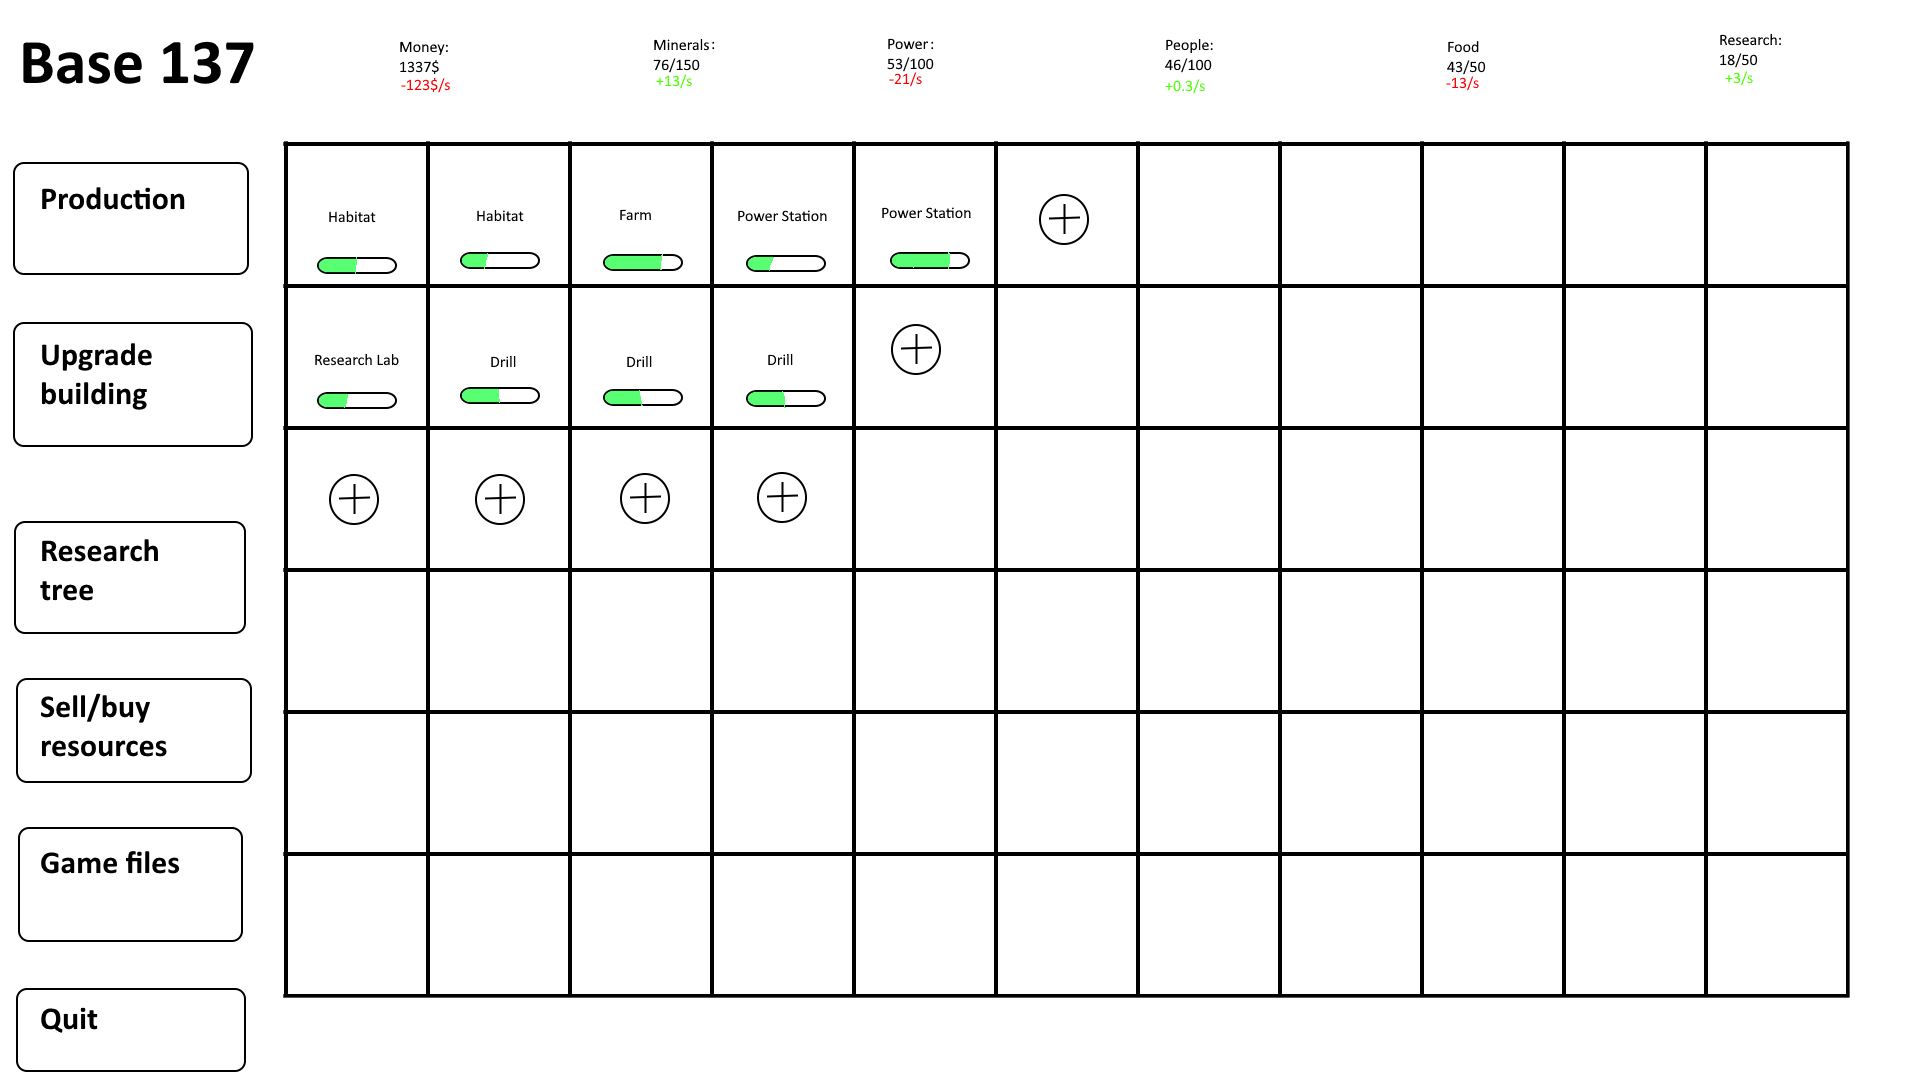 Base 137
Money:
1337$
-123$/s
Minerals:
76/150
+13/s
Power:
53/100
-21/s
People:
46/100
+0.3/s
Food
43/50
-13/s
Research:
18/50
+3/s
Production
Upgrade
building
Research
tree
Sell/buy
resources
Game files
Quit
Habitat
Habitat
Farm
Power Station
Power Station
Research Lab
Drill
Drill
Drill